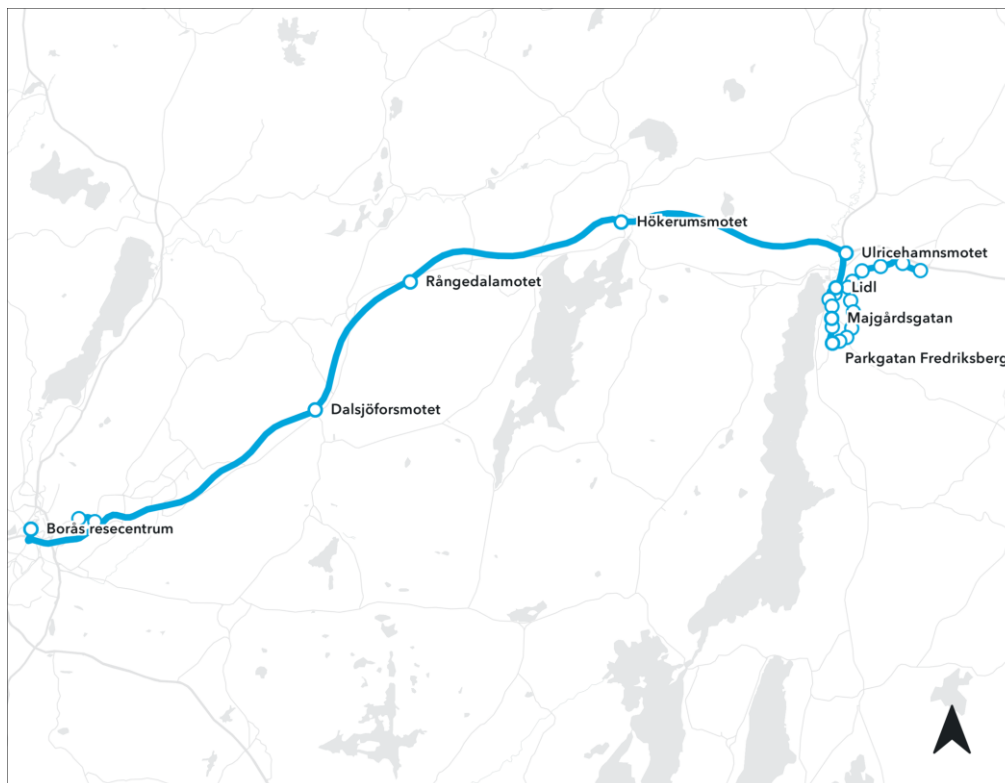 Hökerumsmotet
Ulricehamnsmotet
Rångedalamotet
Lidl
Majgårdsgatan
Parkgatan Fredriksberg
Dalsjöforsmotet
Borås resecentrum